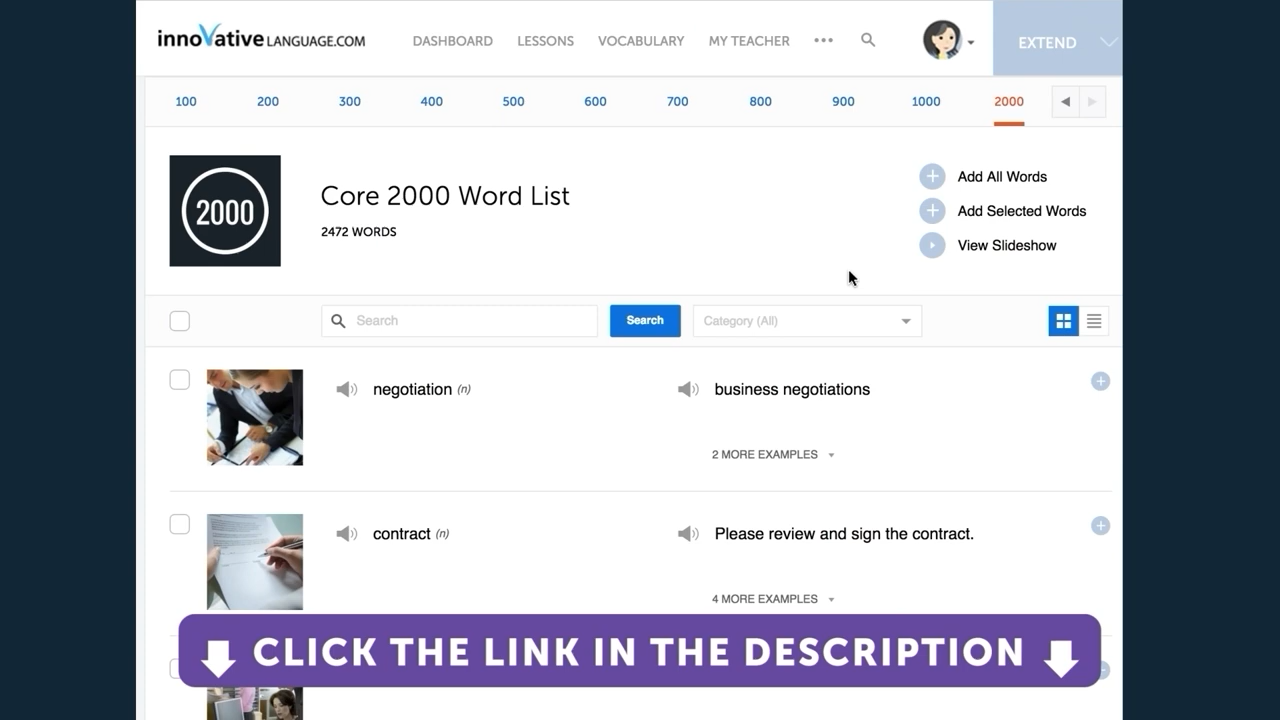 innoVative LANGUAGE.COM
DASHBOARD LESSONS VOCABULARY MY TEACHER ••• EXTEND
100 200 300 400 500 600 700 800 900 1000 2000
2000
Core 2000 Word List
2472 WORDS
Add All Words
Add Selected Words
View Slideshow
Search Search Category (All)
negotiation (n) business negotiations
2 MORE EXAMPLES
contract (n) Please review and sign the contract.
4 MORE EXAMPLES
CLICK THE LINK IN THE DESCRIPTION